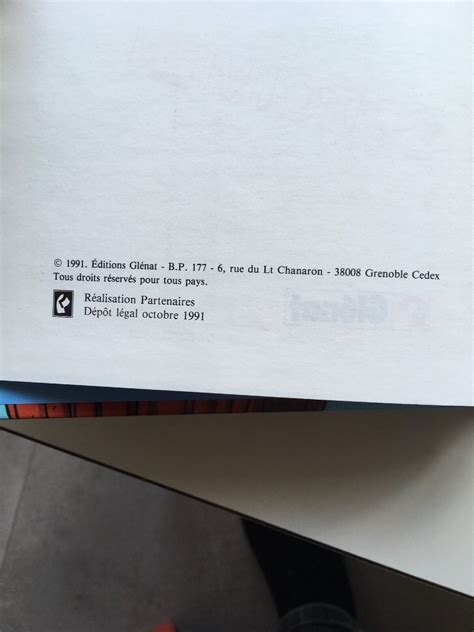 © 1991. Éditions Glénat - B.P. 177 - 6, rue du Lt Chanaron - 38008 Grenoble Cedex
Tous droits réservés pour tous pays.
Réalisation Partenaires
Dépôt légal octobre 1991
Glénat